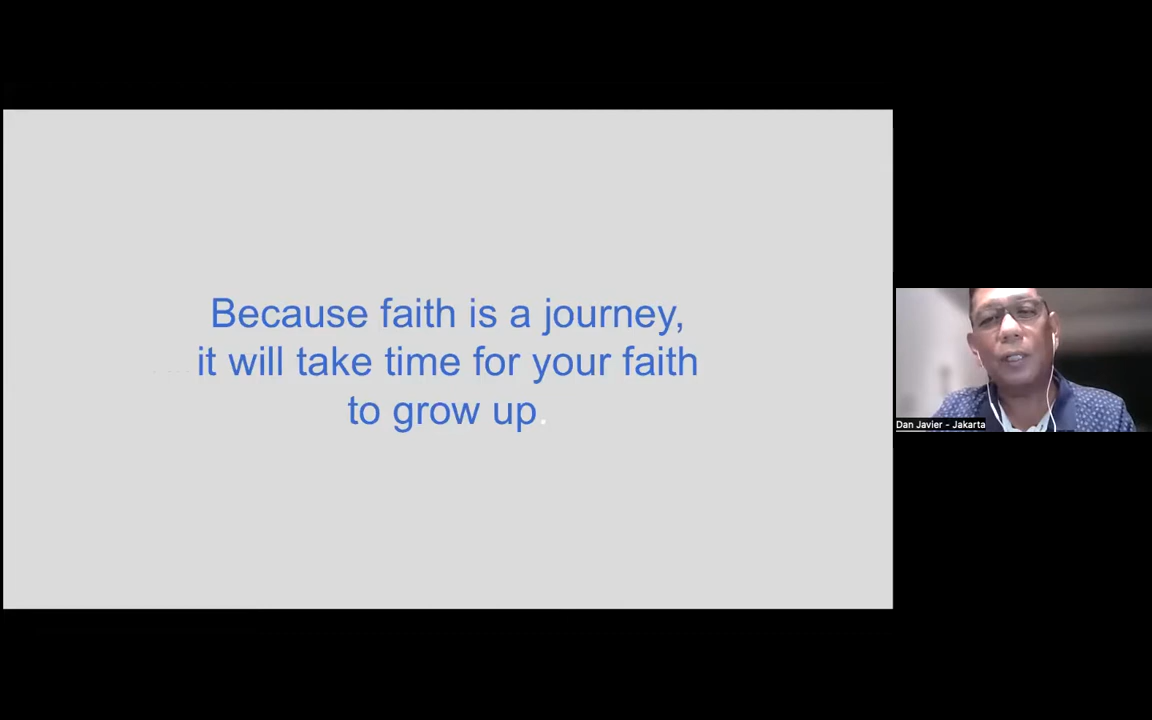 Because faith is a journey,
it will take time for your faith
to grow up.
Dan Javier - Jakarta